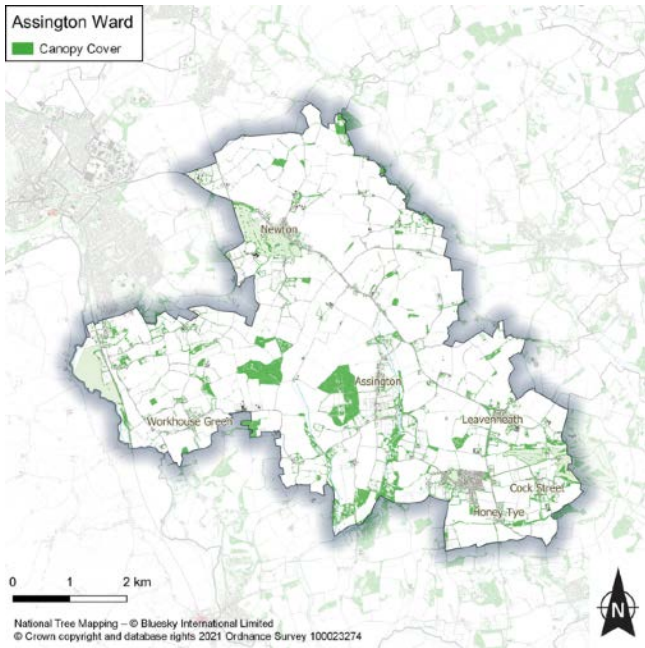 Assington Ward
Canopy Cover
Newton
Assington
Workhouse Green
Leavenheath
Cock Street
Honey Tye
0 1 2 km
N
National Tree Mapping – © Bluesky International Limited
© Crown copyright and database rights 2021 Ordnance Survey 100023274